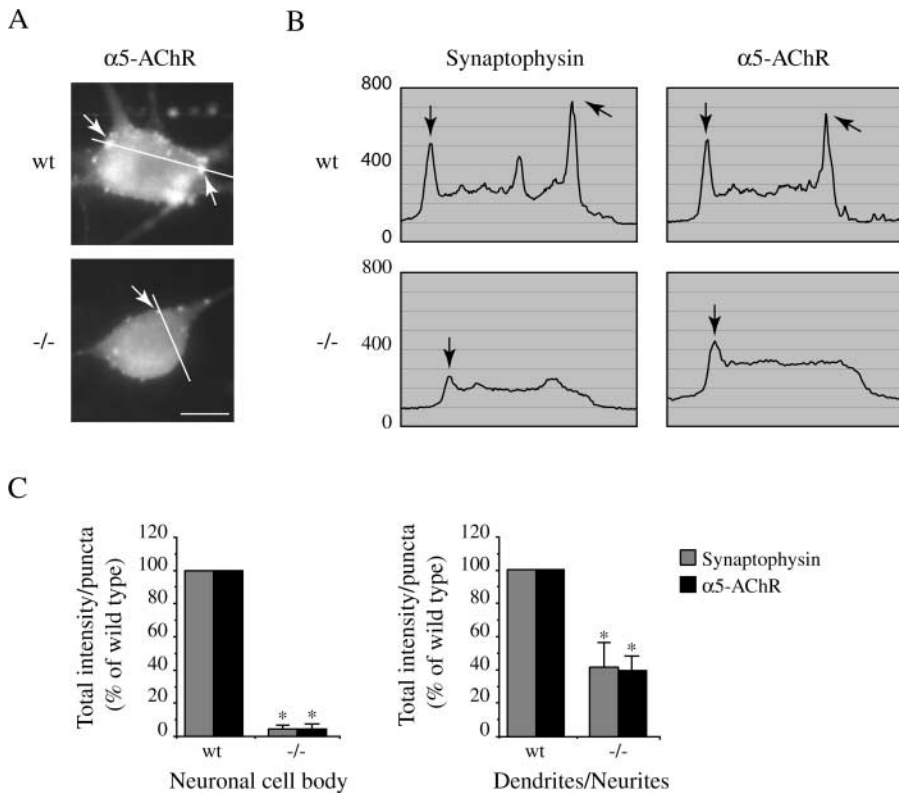 A
α5-AChR
wt
-/-
B
Synaptophysin
α5-AChR
wt
800
400
0
-/-
800
400
0
C
Total intensity/puncta
(% of wild type)
120
100
80
60
40
20
0
* *
wt
-/-
Neuronal cell body
Total intensity/puncta
(% of wild type)
120
100
80
60
40
20
0
* *
wt
-/-
Dendrites/Neurites
Synaptophysin
α5-AChR